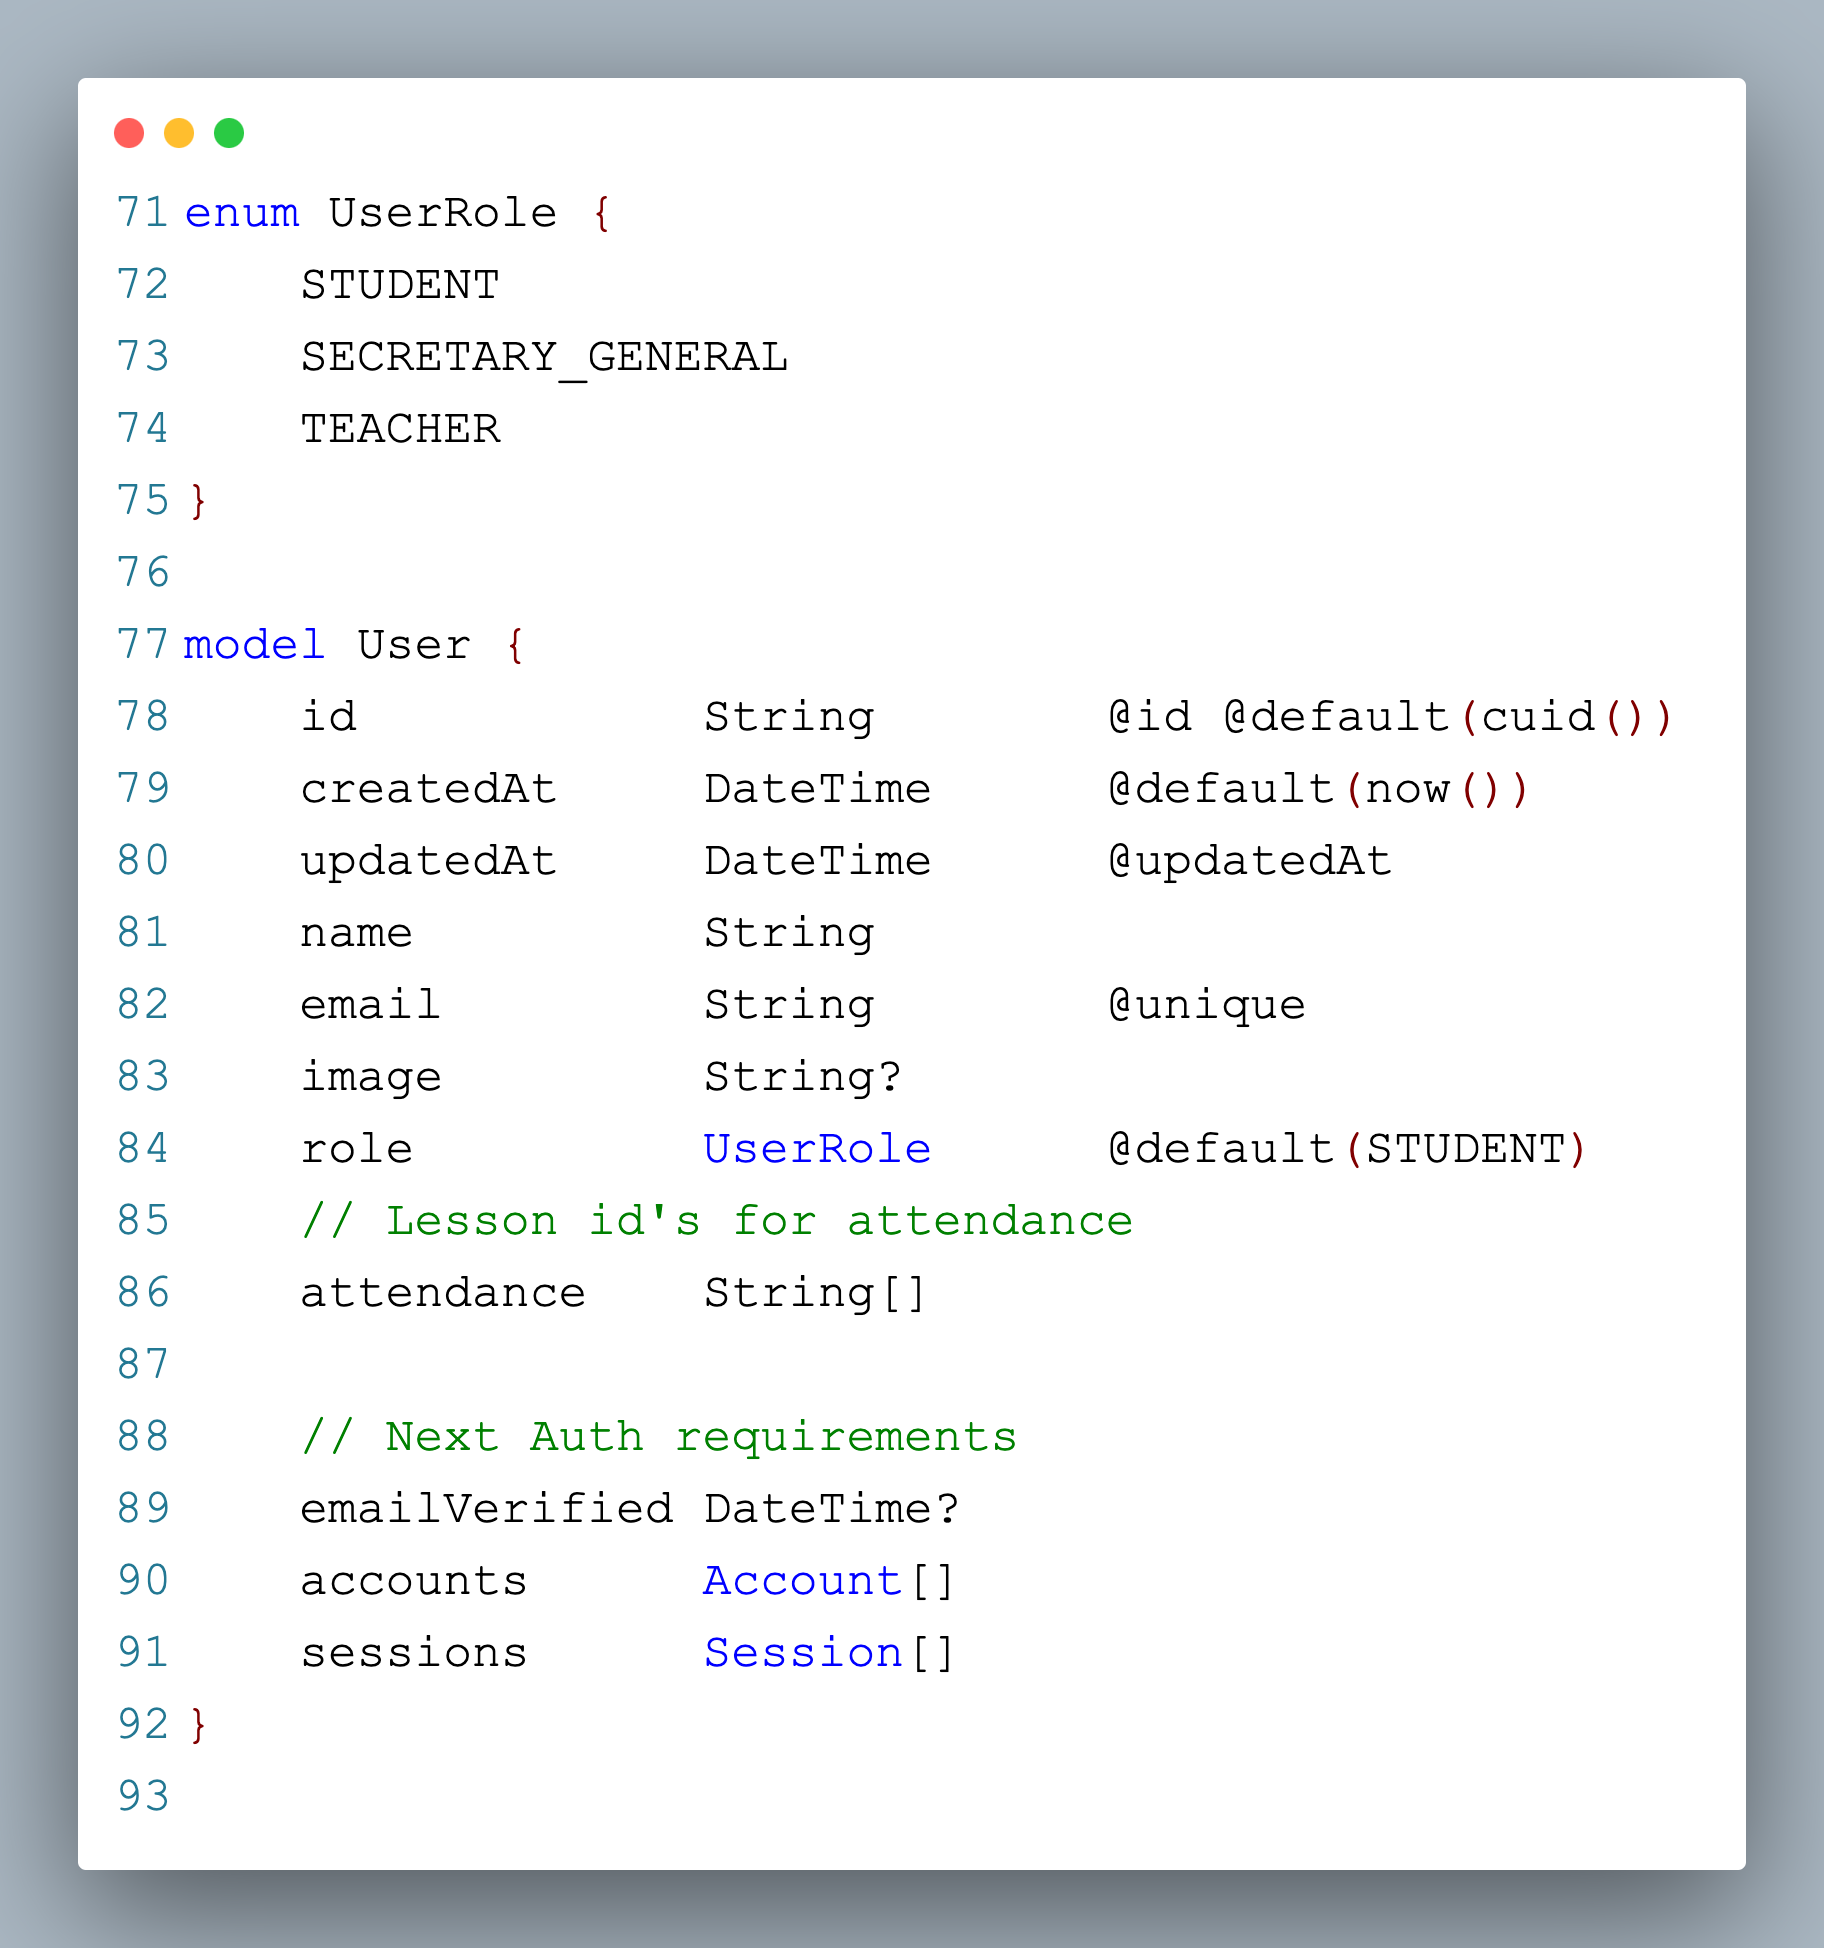 71 enum UserRole {
72     STUDENT
73     SECRETARY_GENERAL
74     TEACHER
75 }
76
77 model User {
78     id            String        @id @default(cuid())
79     createdAt     DateTime      @default(now())
80     updatedAt     DateTime      @updatedAt
81     name          String
82     email         String        @unique
83     image         String?
84     role          UserRole      @default(STUDENT)
85     // Lesson id's for attendance
86     attendance    String[]
87
88     // Next Auth requirements
89     emailVerified DateTime?
90     accounts      Account[]
91     sessions      Session[]
92 }
93